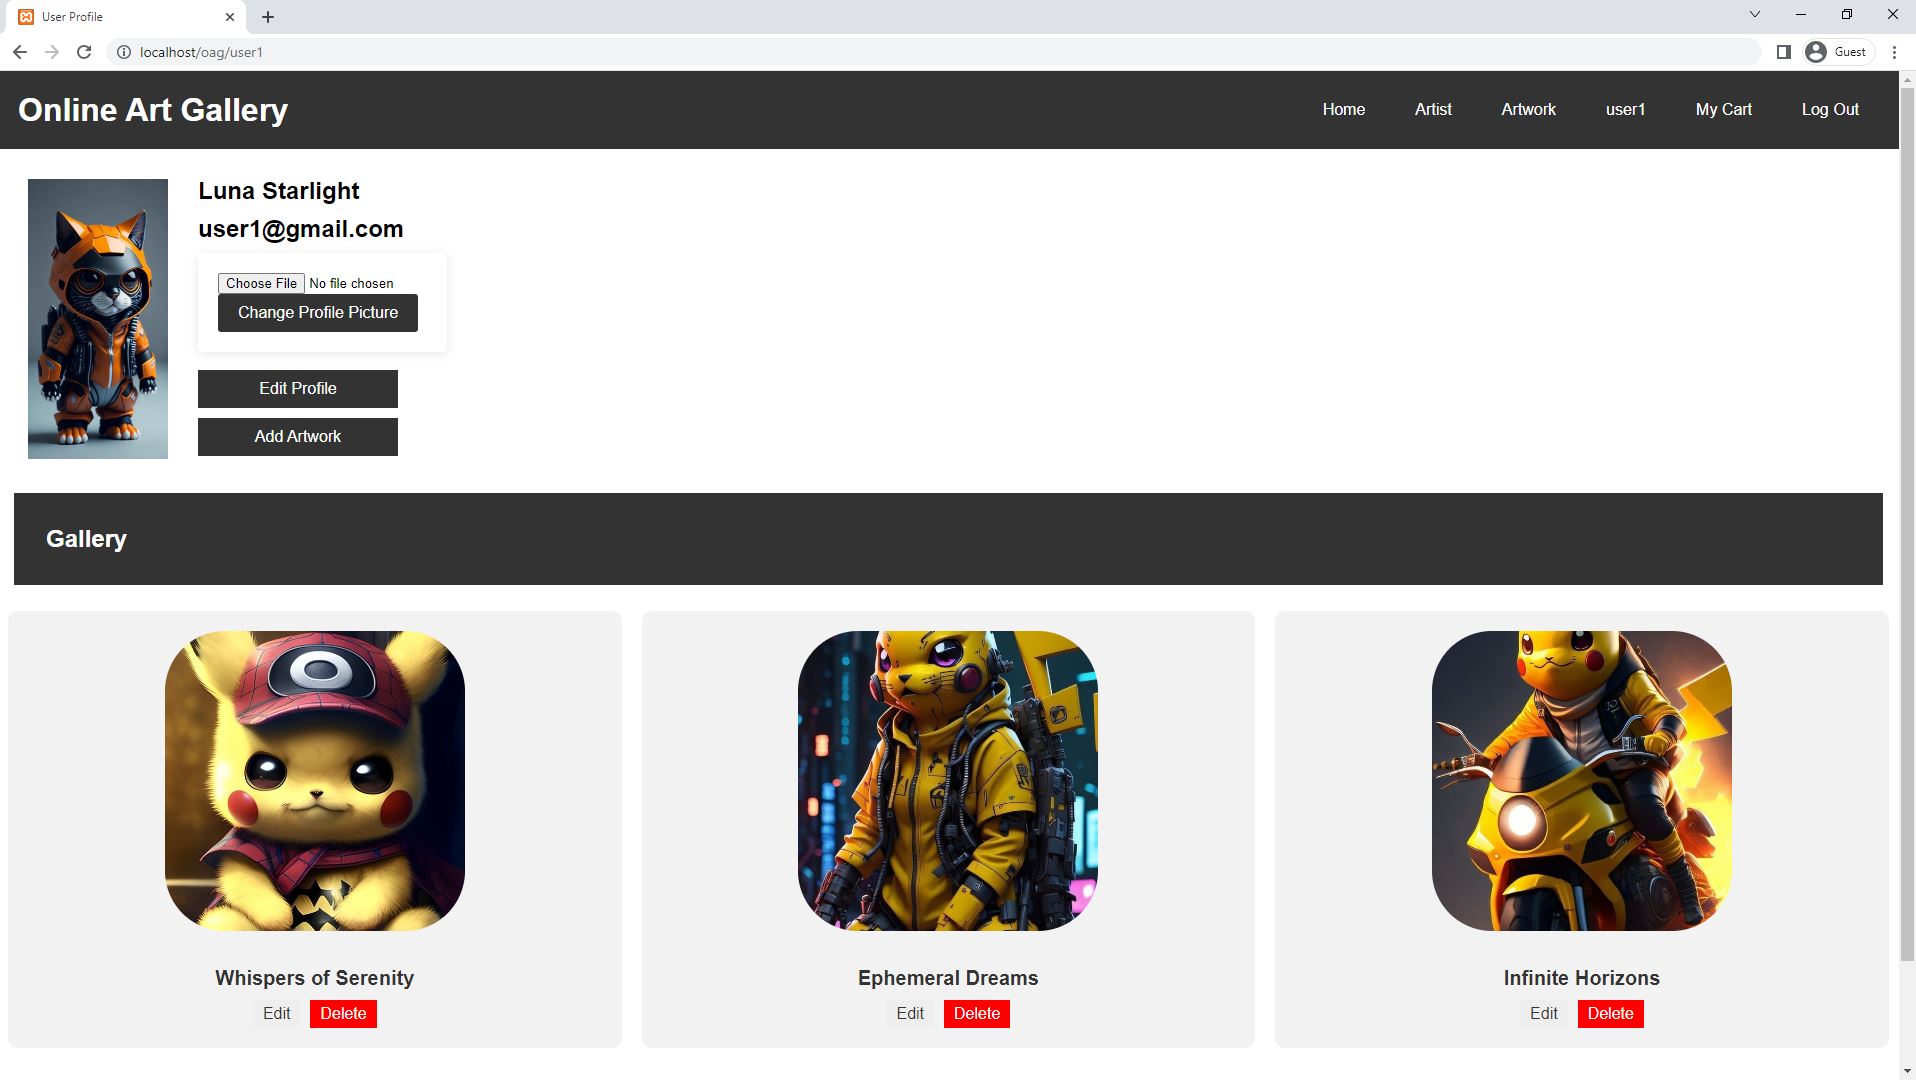 User Profile
localhost/oag/user1
Guest
Online Art Gallery
Home
Artist
Artwork
user1
My Cart
Log Out
Luna Starlight
user1@gmail.com
Choose File No file chosen
Change Profile Picture
Edit Profile
Add Artwork
Gallery
Whispers of Serenity
Edit Delete
Ephemeral Dreams
Edit Delete
Infinite Horizons
Edit Delete